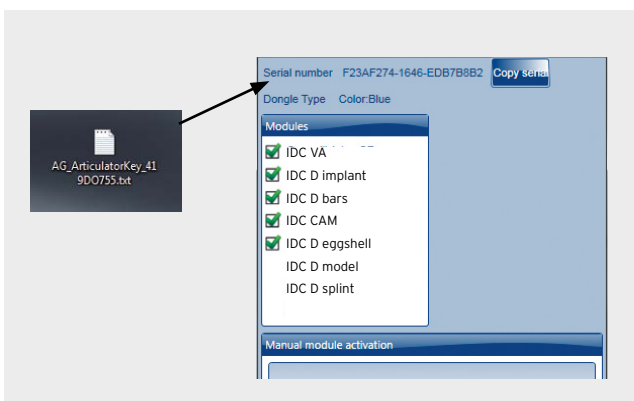 AG_ArticulatorKey_41
9DO755.txt
Serial number F23AF274-1646-EDB7B8B2 Copy serial
Dongle Type Color:Blue
Modules
IDC VA
IDC D implant
IDC D bars
IDC CAM
IDC D eggshell
IDC D model
IDC D splint
Manual module activation